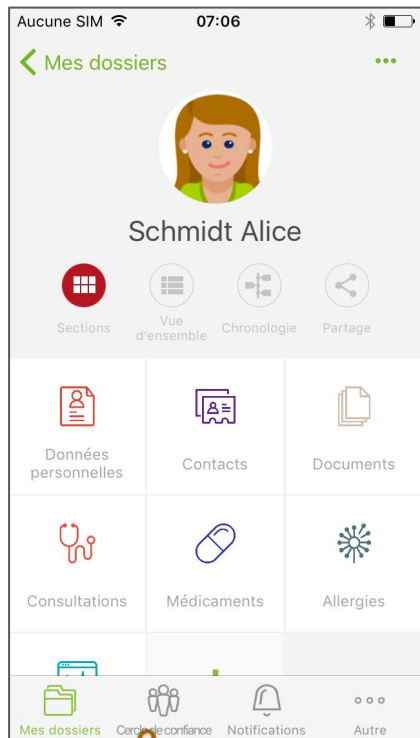 Aucune SIM 07:06
Mes dossiers
Schmidt Alice
Sections
Vue
d'ensemble
Chronologie
Partage
Données
personnelles
Contacts
Documents
Consultations
Médicaments
Allergies
Mes dossiers
Cercle de confiance
Notifications
Autre